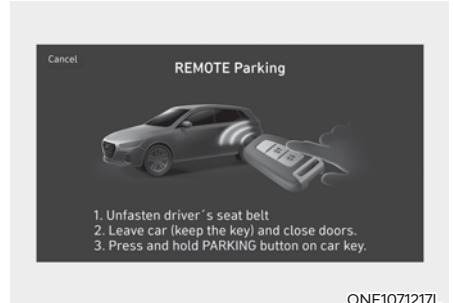 Cancel
REMOTE Parking
1. Unfasten driver´s seat belt
2. Leave car (keep the key) and close doors.
3. Press and hold PARKING button on car key.
ONE1071217L